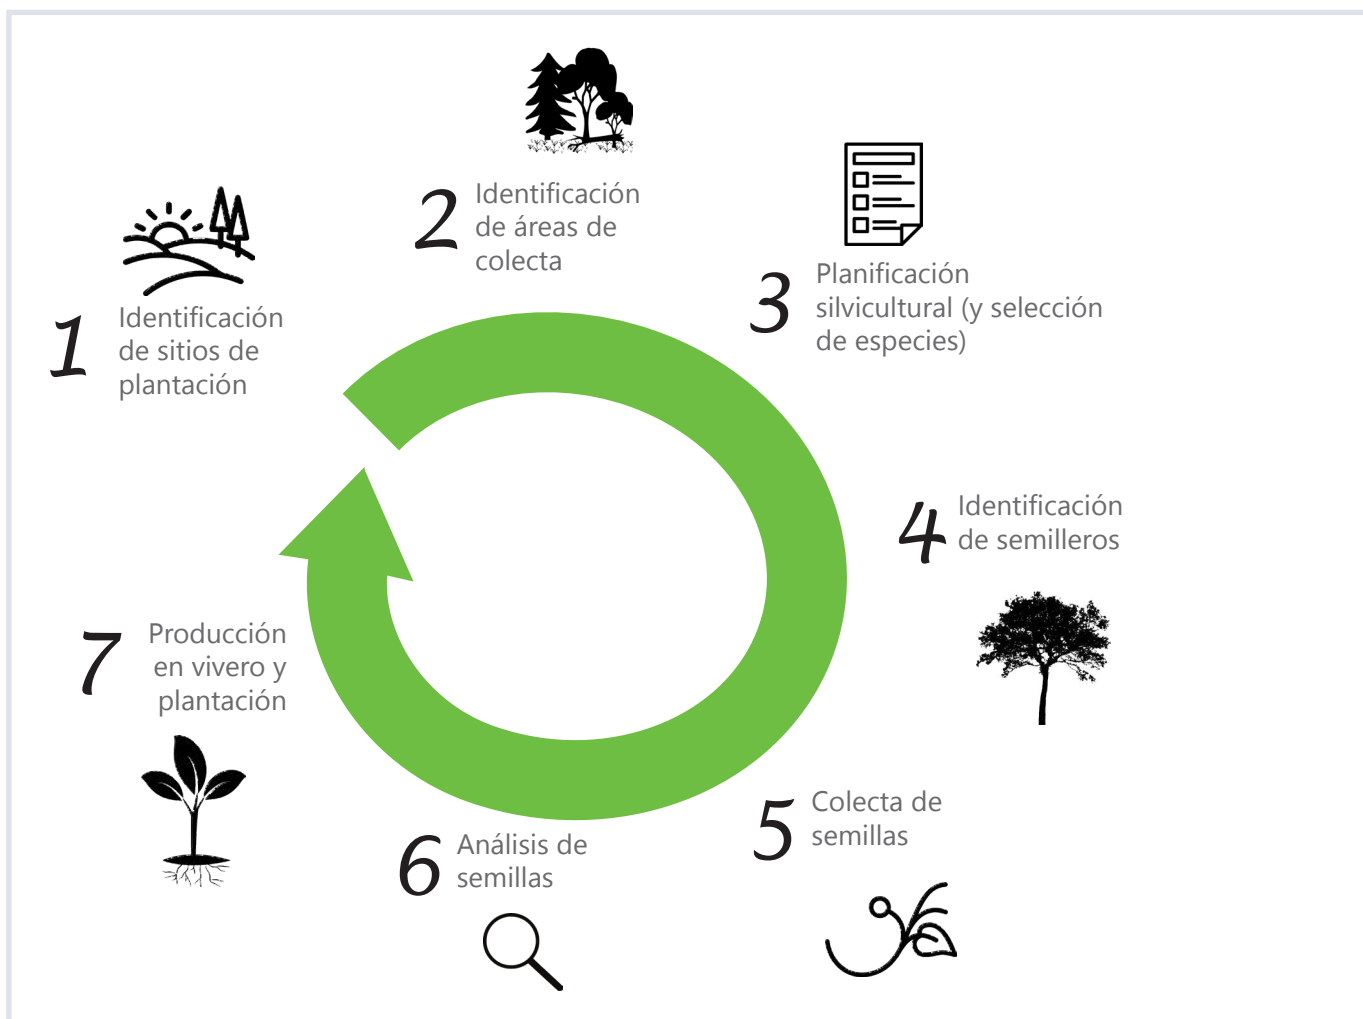 1
Identificación
de sitios de
plantación
2
Identificación
de áreas de
colecta
3
Planificación
silvicultural (y selección
de especies)
4
Identificación
de semilleros
5
Colecta de
semillas
6
Análisis de
semillas
7
Producción
en vivero y
plantación